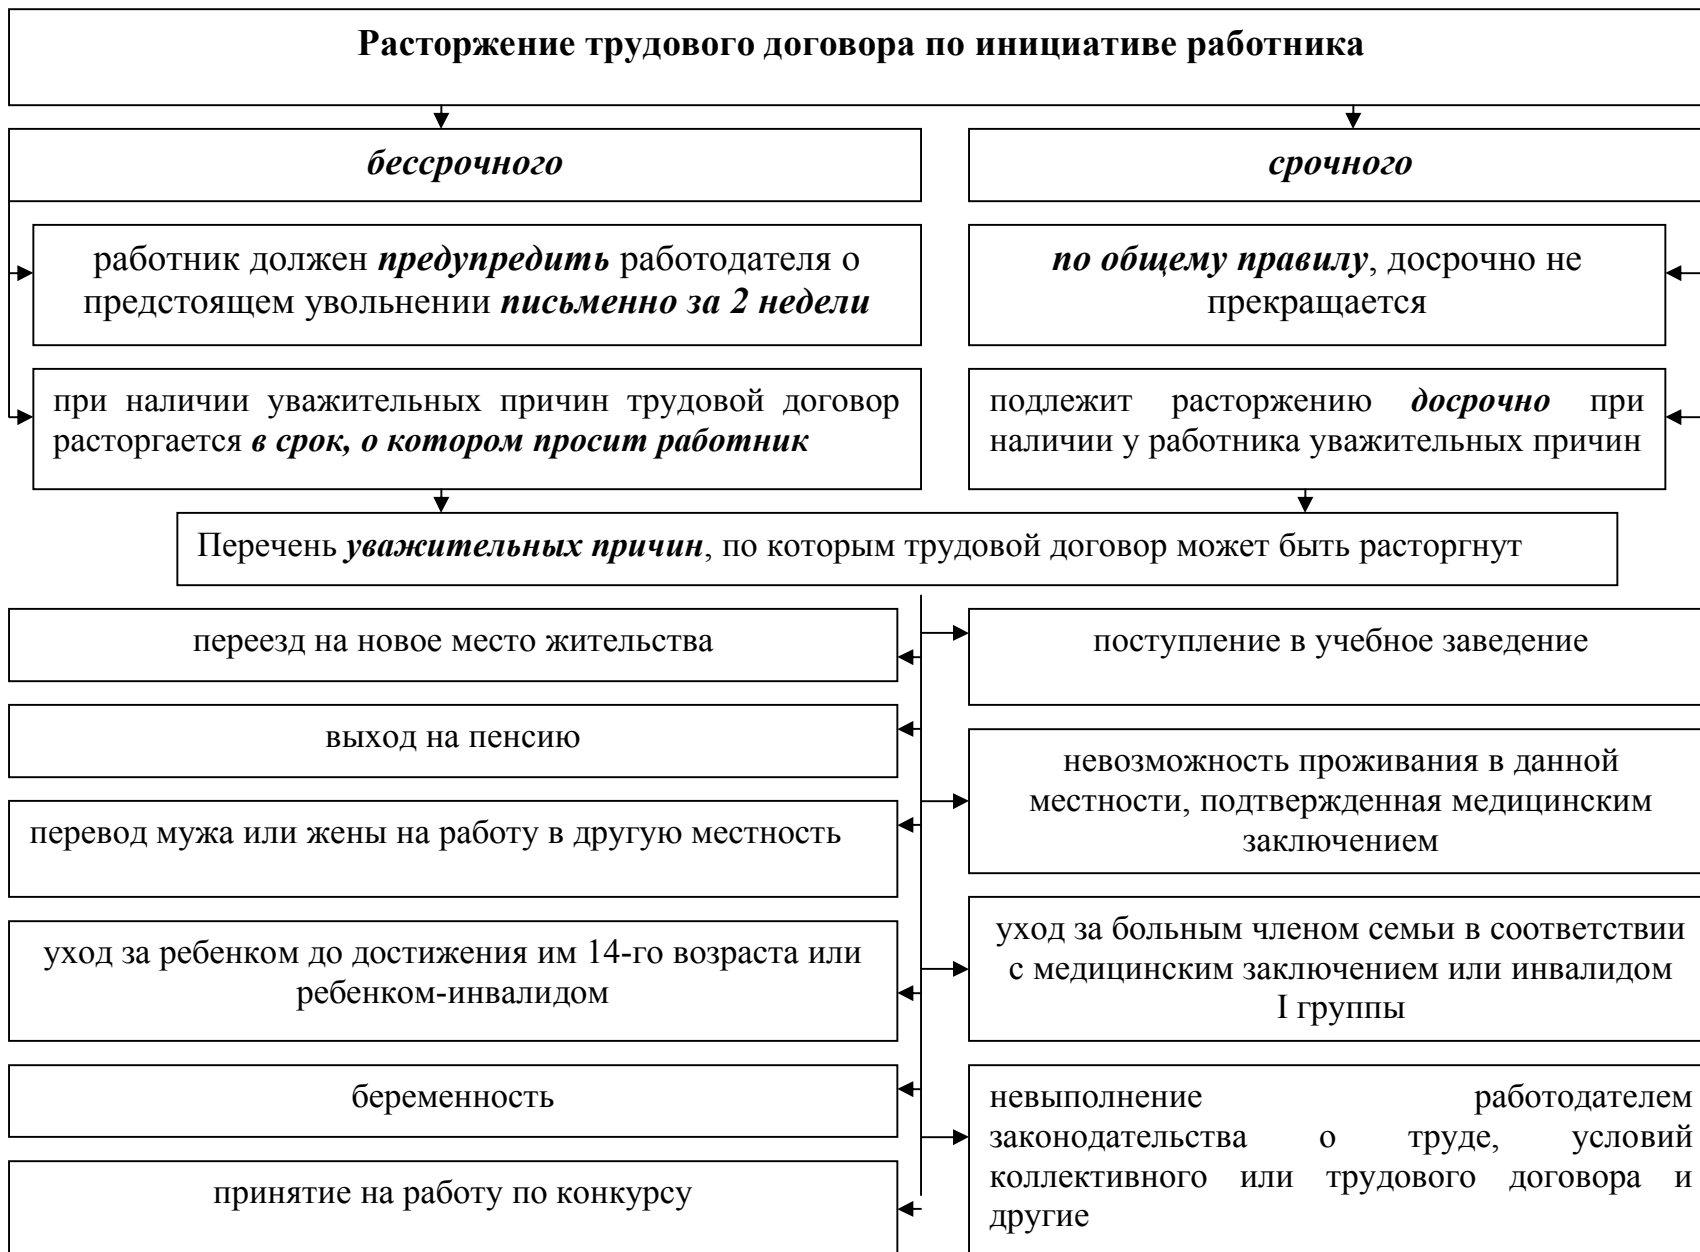 Расторжение трудового договора по инициативе работника
бессрочного
срочного
работник должен предупредить работодателя о
предстоящем увольнении письменно за 2 недели
по общему правилу, досрочно не
прекращается
при наличии уважительных причин трудовой договор
расторгается в срок, о котором просит работник
подлежит расторжению досрочно при
наличии у работника уважительных причин
Перечень уважительных причин, по которым трудовой договор может быть расторгнут
переезд на новое место жительства
поступление в учебное заведение
выход на пенсию
невозможность проживания в данной
местности, подтвержденная медицинским
заключением
перевод мужа или жены на работу в другую местность
уход за ребенком до достижения им 14-го возраста или
ребенком-инвалидом
уход за больным членом семьи в соответствии
с медицинским заключением или инвалидом
I группы
беременность
невыполнение работодателем
законодательства о труде, условий
коллективного или трудового договора и
другие
принятие на работу по конкурсу